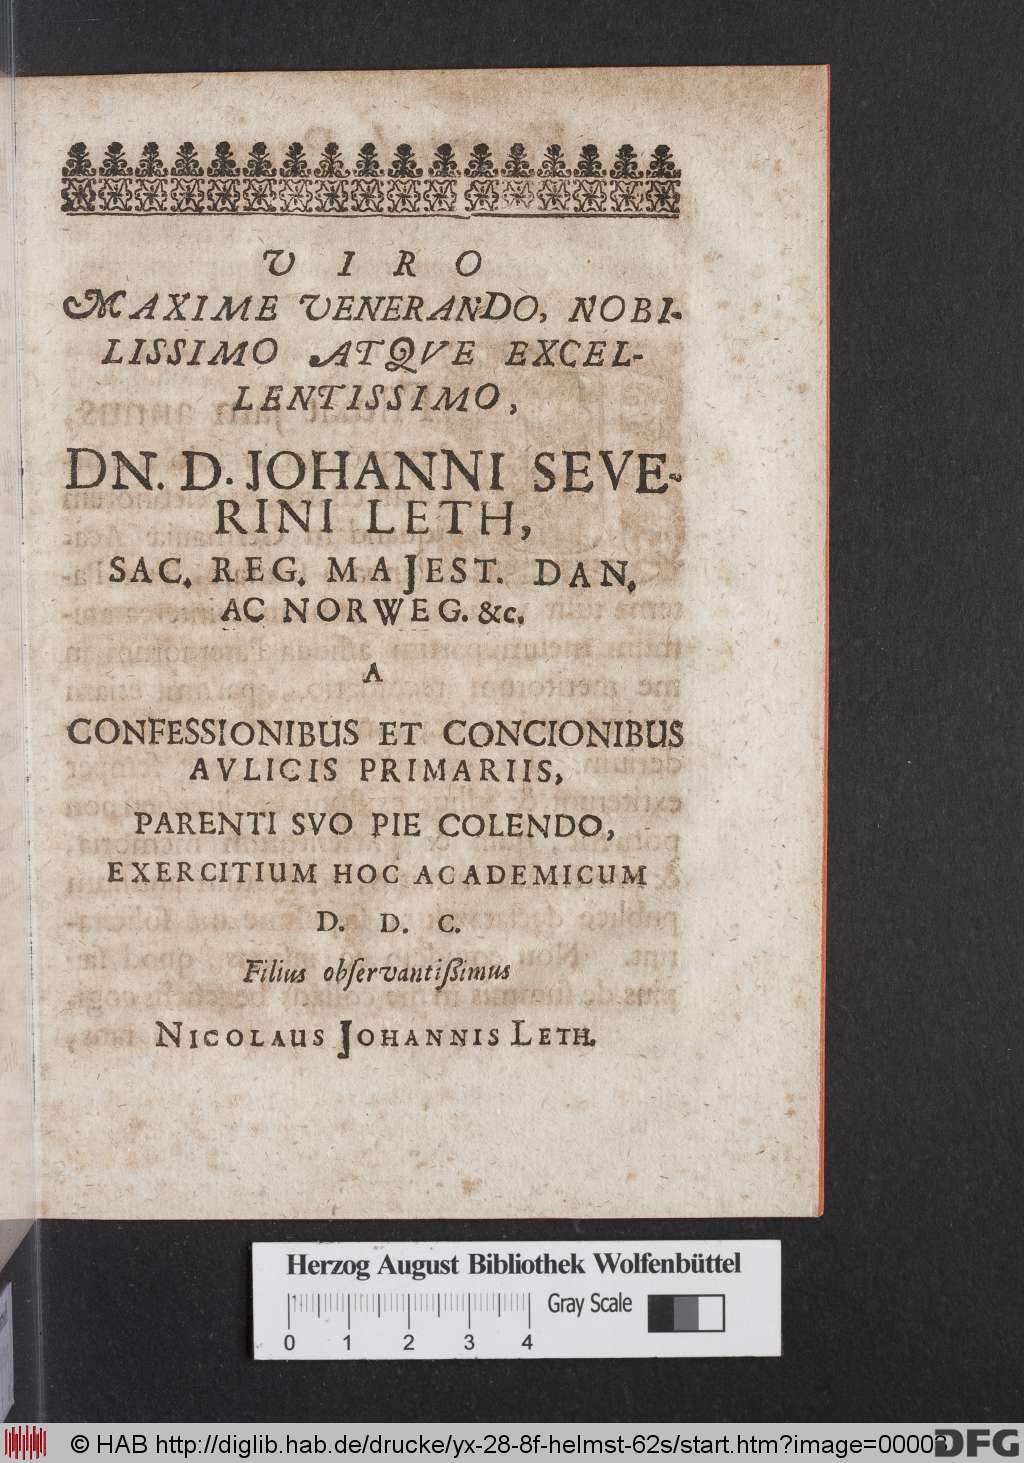 VIRO
MAXIME VENERANDO, NOBI-
LISSIMO ATQVE EXCEL-
LENTISSIMO,
DN. D. JOHANNI SEVE-
RINI LETH,
SAC. REG. MAJEST. DAN.
AC NORWEG. &c.
A
CONFESSIONIBUS ET CONCIONIBUS
AVLICIS PRIMARIIS,
PARENTI SVO PIE COLENDO,
EXERCITIUM HOC ACADEMICUM
D. D. C.
Filius obſervantiſſimus
NICOLAUS JOHANNIS LETH.
Herzog August Bibliothek Wolfenbüttel
Gray Scale
0 1 2 3 4
© HAB http://diglib.hab.de/drucke/yx-28-8f-helmst-62s/start.htm?image=00003
DFG